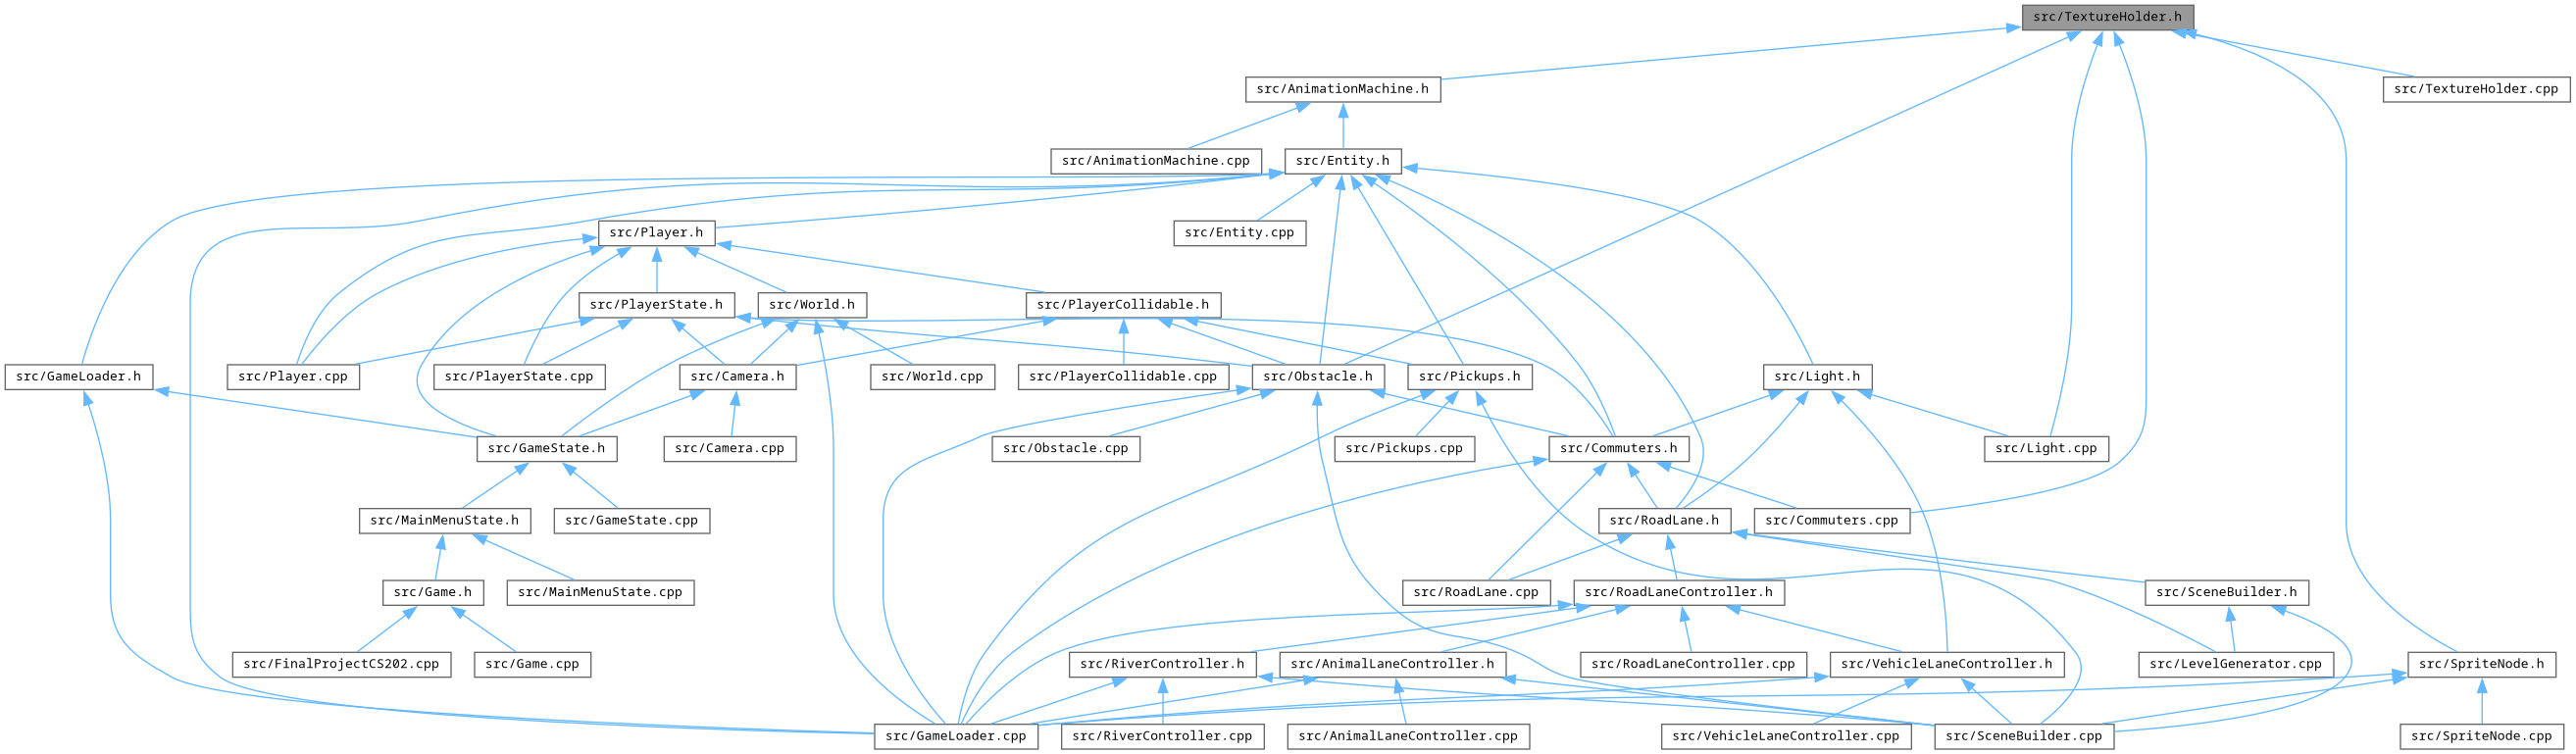 src/TextureHolder.h
src/AnimationMachine.h
src/TextureHolder.cpp
src/AnimationMachine.cpp
src/Entity.h
src/Player.h
src/Entity.cpp
src/PlayerState.h
src/World.h
src/PlayerCollidable.h
src/GameLoader.h
src/Player.cpp
src/PlayerState.cpp
src/Camera.h
src/World.cpp
src/PlayerCollidable.cpp
src/Obstacle.h
src/Pickups.h
src/Light.h
src/GameState.h
src/Camera.cpp
src/Obstacle.cpp
src/Pickups.cpp
src/Commuters.h
src/Light.cpp
src/MainMenuState.h
src/GameState.cpp
src/RoadLane.h
src/Commuters.cpp
src/Game.h
src/MainMenuState.cpp
src/RoadLane.cpp
src/RoadLaneController.h
src/SceneBuilder.h
src/FinalProjectCS202.cpp
src/Game.cpp
src/RiverController.h
src/AnimalLaneController.h
src/RoadLaneController.cpp
src/VehicleLaneController.h
src/LevelGenerator.cpp
src/SpriteNode.h
src/GameLoader.cpp
src/RiverController.cpp
src/AnimalLaneController.cpp
src/VehicleLaneController.cpp
src/SceneBuilder.cpp
src/SpriteNode.cpp